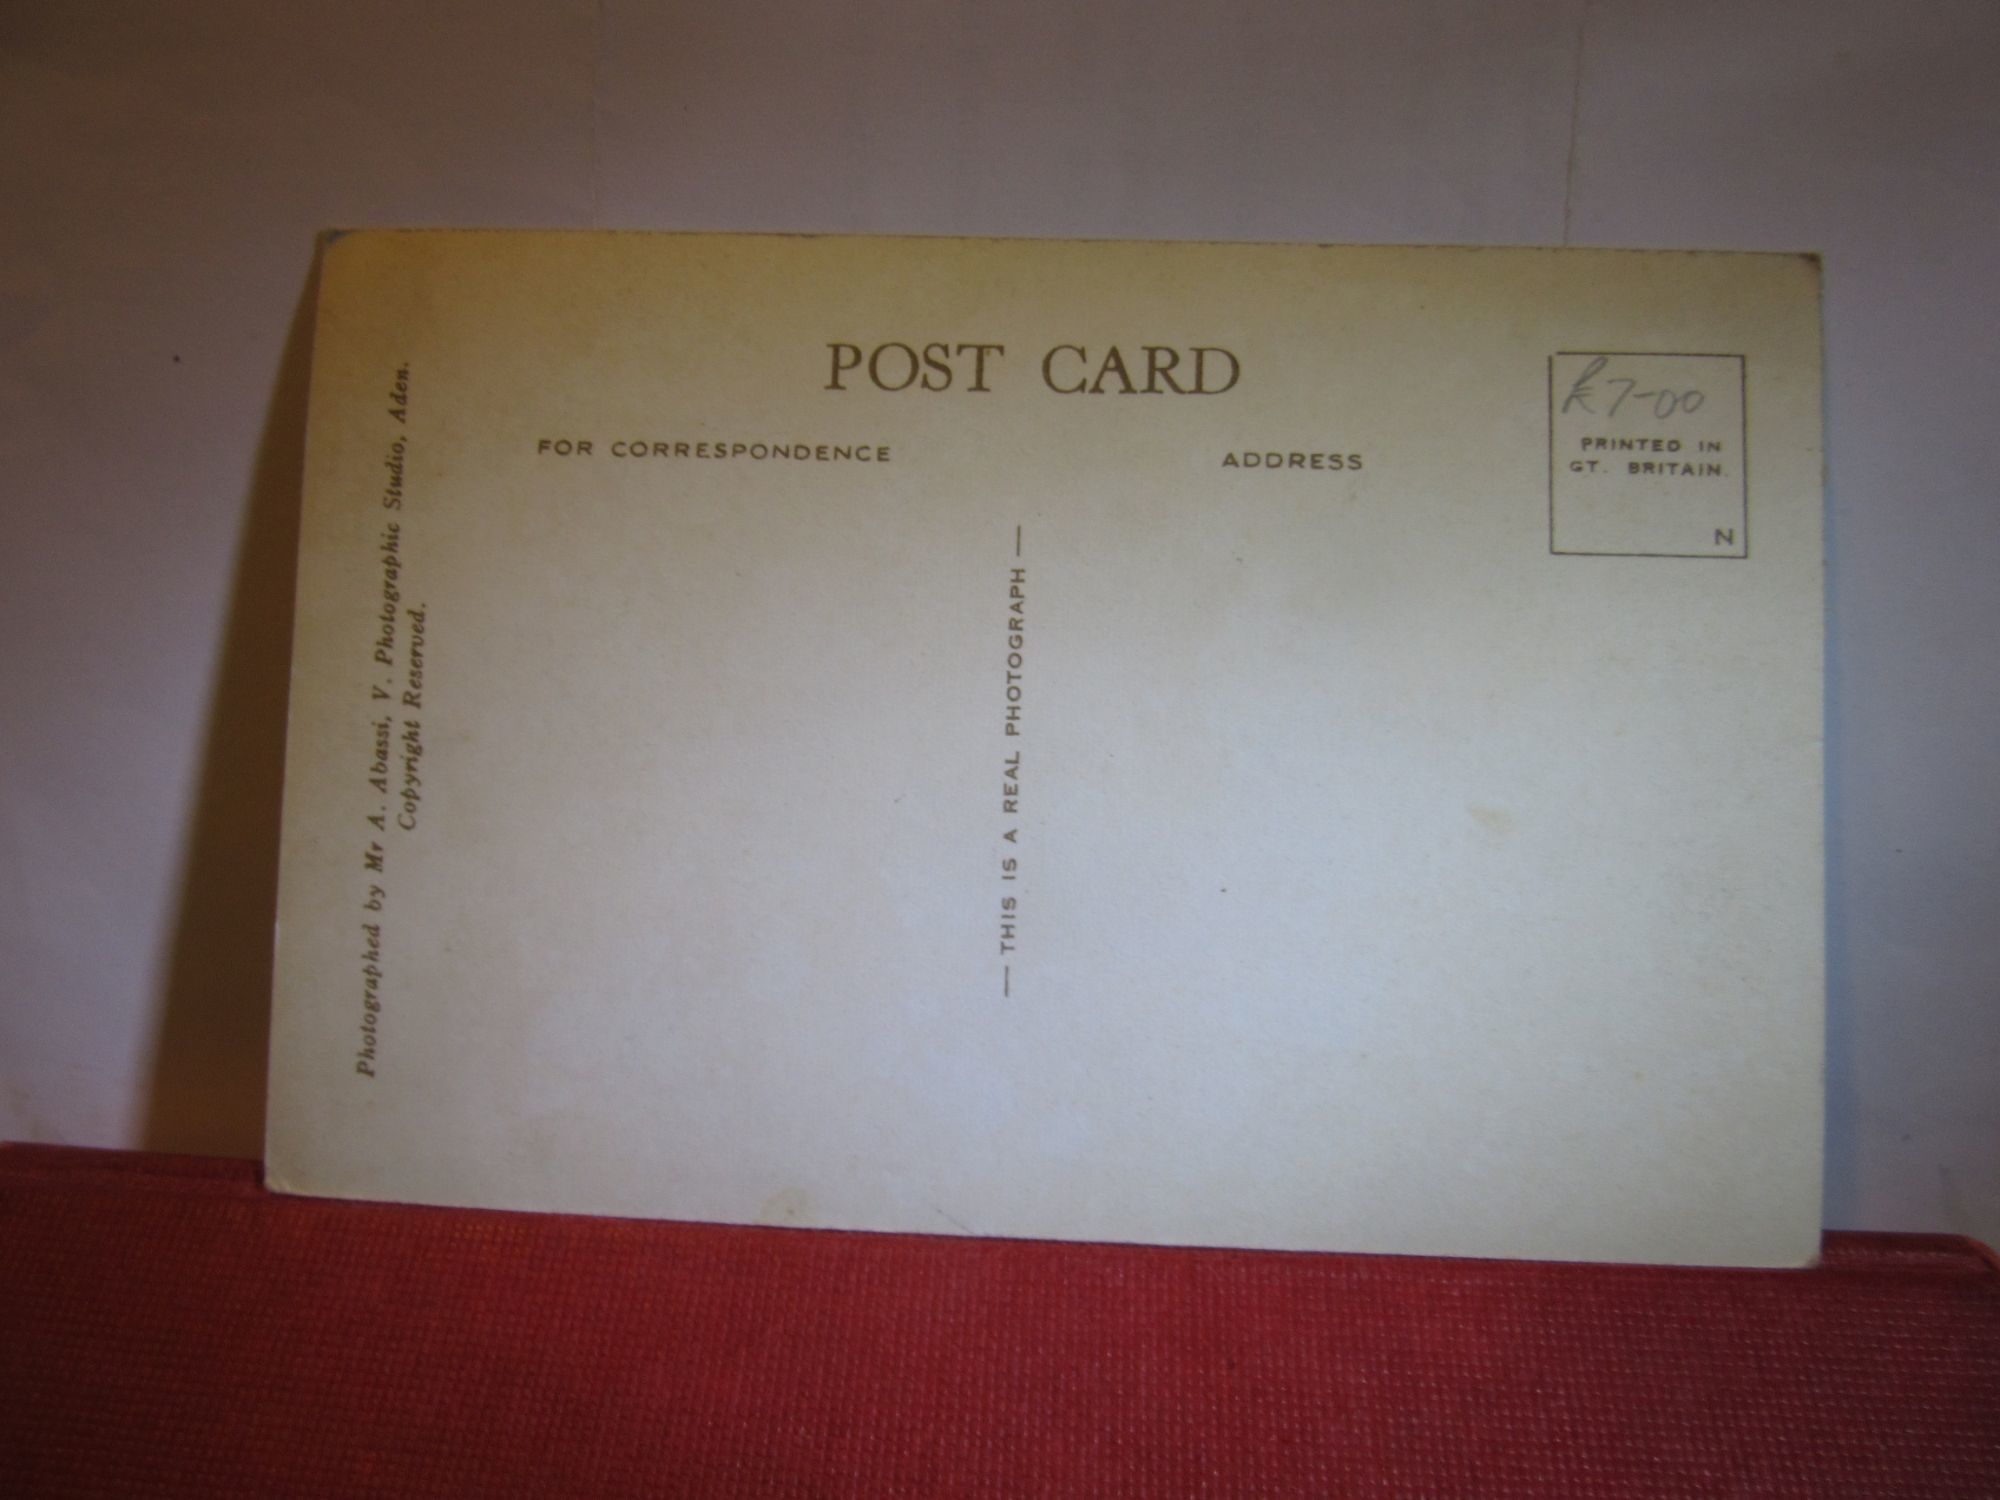 POST CARD
FOR CORRESPONDENCE
ADDRESS
R7-00
PRINTED IN
GT. BRITAIN.
N
Photographed by Mr A. Abassi, V. Photographic Studio, Aden.
Copyright Reserved.
— THIS IS A REAL PHOTOGRAPH —